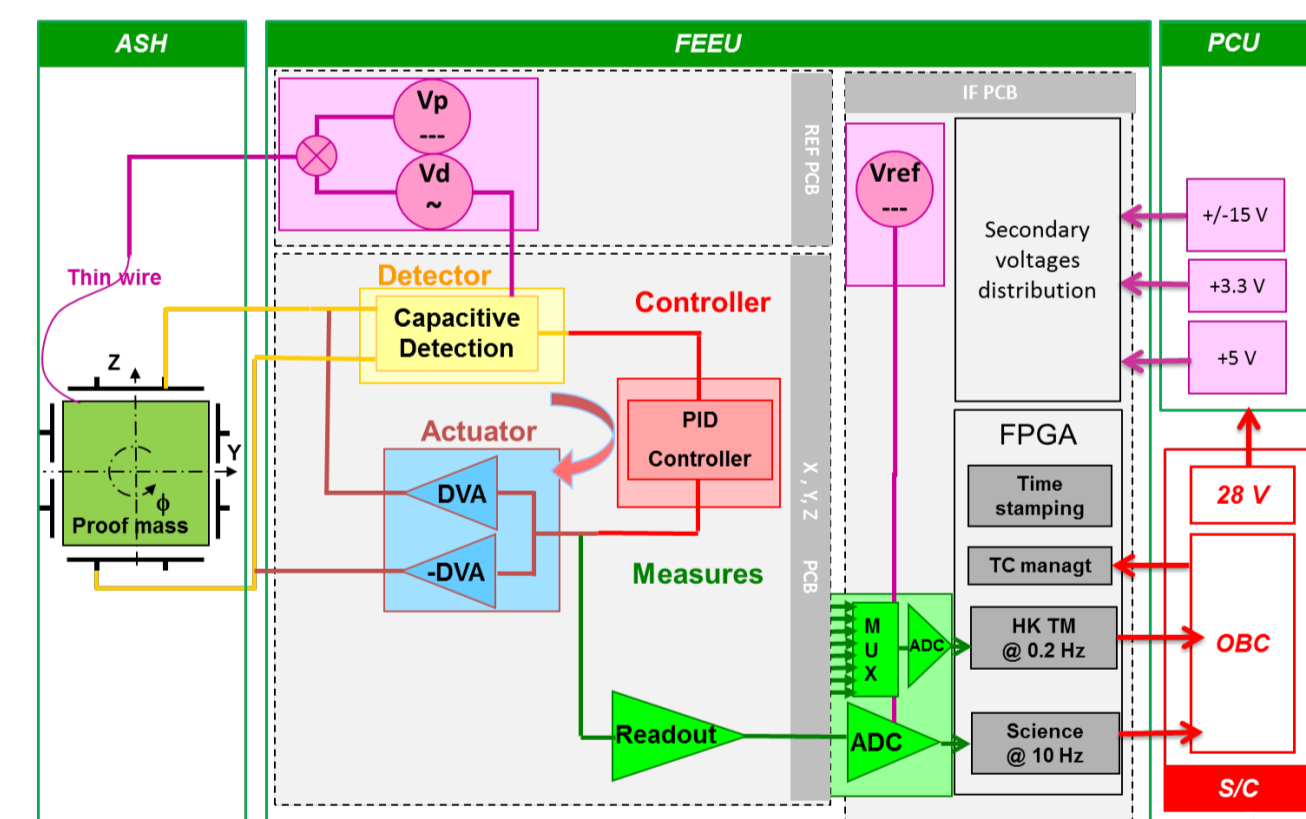 ASH
FEEU
PCU
Vp
---
Vd
~
REF PCB
IF PCB
Vref
---
Secondary
voltages
distribution
+/-15 V
+3.3 V
+5 V
Thin wire
Detector
Capacitive
Detection
Controller
PID
Controller
Actuator
DVA
-DVA
Z
Y
ϕ
Proof mass
X , Y, Z PCB
Measures
Readout
M
U
X
ADC
ADC
FPGA
Time
stamping
TC managt
HK TM
@ 0.2 Hz
Science
@ 10 Hz
28 V
OBC
S/C